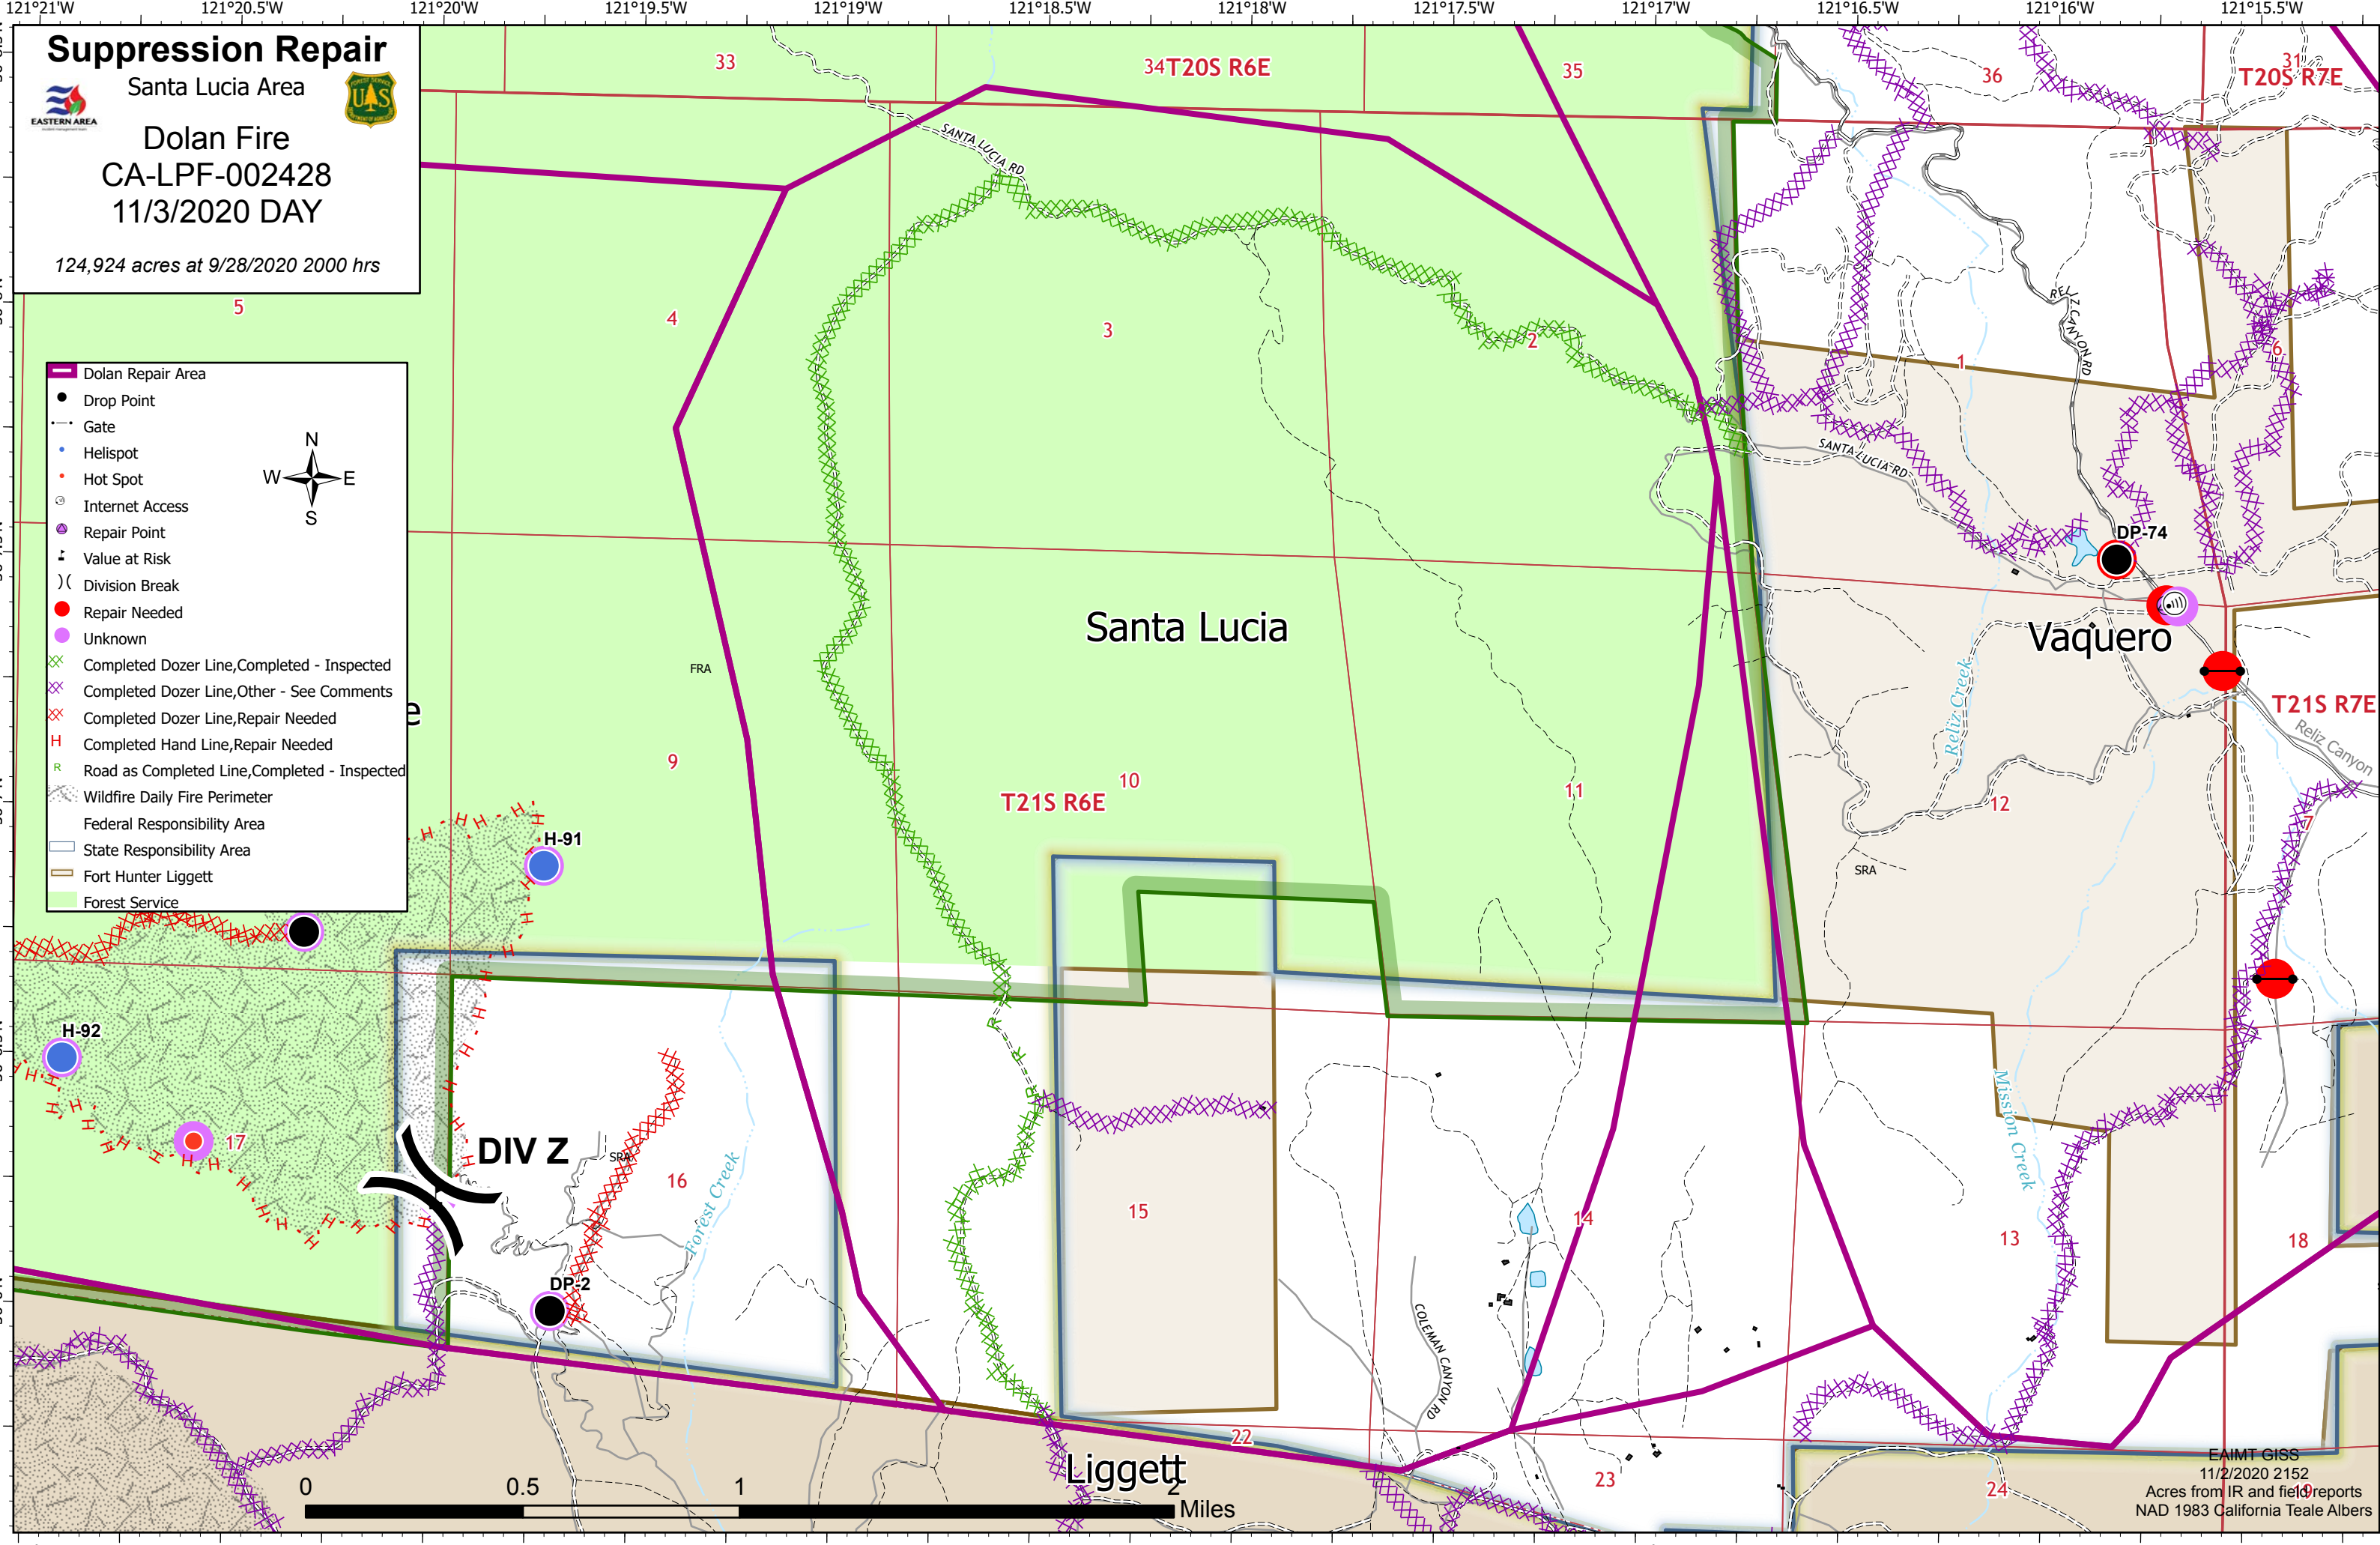 121°21'W 121°20.5'W 121°20'W 121°19.5'W 121°19'W 121°18.5'W 121°18'W 121°17.5'W 121°17'W 121°16.5'W 121°16'W 121°15.5'W
Suppression Repair
Santa Lucia Area
EASTERN AREA
FOREST SERVICE
U S
Dolan Fire
CA-LPF-002428
11/3/2020 DAY
124,924 acres at 9/28/2020 2000 hrs
33
34
T20S R6E
35
36
31
T20S R7E
SANTA LUCIA RD
5
4
3
2
1
6
RELIZ CANYON RD
SANTA LUCIA RD
Dolan Repair Area
Drop Point
Gate
Helispot
Hot Spot
Internet Access
Repair Point
Value at Risk
Division Break
Repair Needed
Unknown
Completed Dozer Line,Completed - Inspected
Completed Dozer Line,Other - See Comments
Completed Dozer Line,Repair Needed
Completed Hand Line,Repair Needed
Road as Completed Line,Completed - Inspected
Wildfire Daily Fire Perimeter
Federal Responsibility Area
State Responsibility Area
Fort Hunter Liggett
Forest Service
N
W E
S
DP-74
Santa Lucia
Vaquero
FRA
e
Reliz Creek
T21S R7E
Reliz Canyon
9
10
T21S R6E
11
12
7
H-91
SRA
H-92
17
DIV Z
SRA
16
Forest Creek
Mission Creek
15
14
13
18
DP-2
COLEMAN CANYON RD
22
Liggett
23
24
19
0 0.5 1 2
Miles
EAIMT GISS
11/2/2020 2152
Acres from IR and field reports
NAD 1983 California Teale Albers